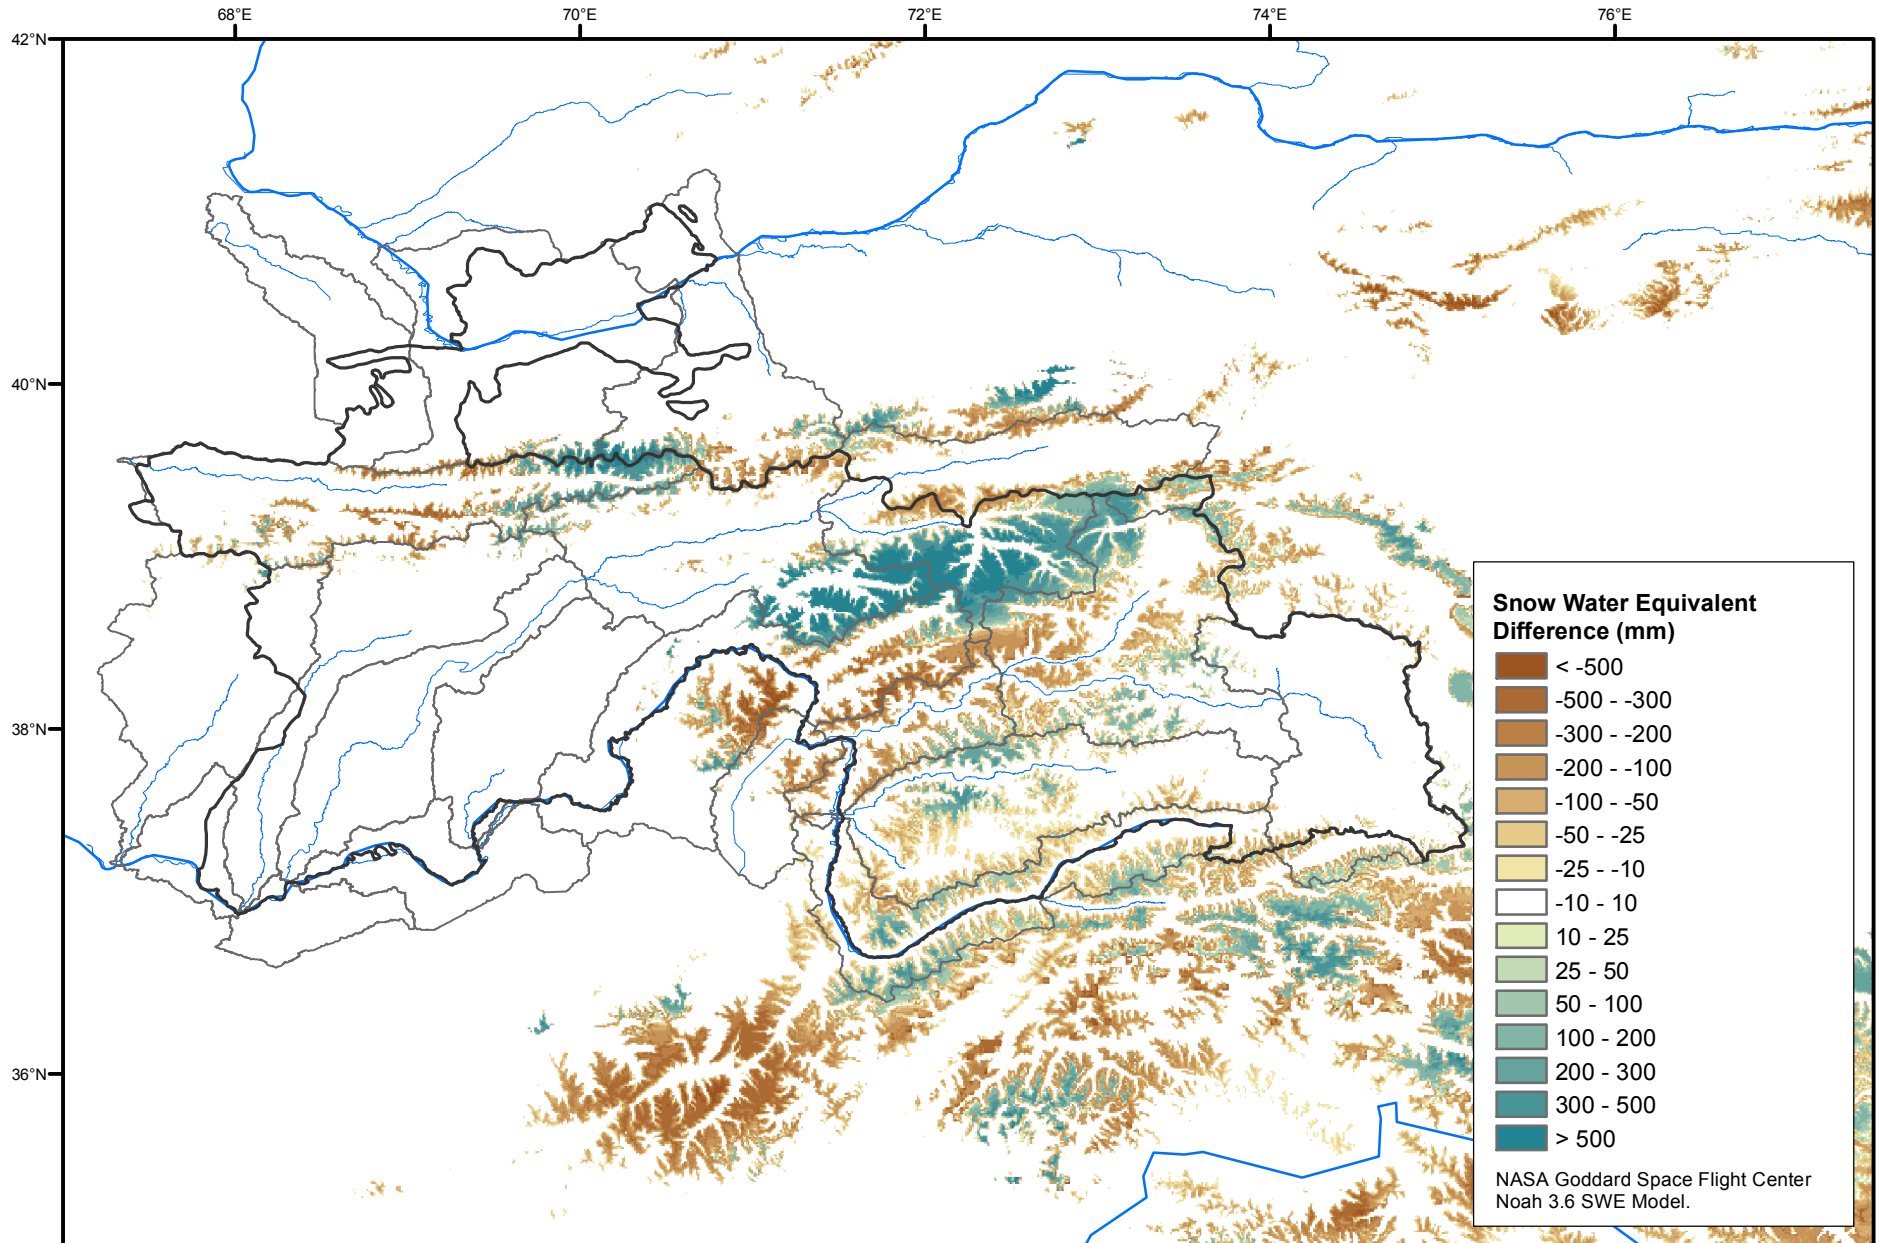 68°E
70°E
72°E
74°E
76°E
42°N
40°N
38°N
36°N
Snow Water Equivalent
Difference (mm)
< -500
-500 - -300
-300 - -200
-200 - -100
-100 - -50
-50 - -25
-25 - -10
-10 - 10
10 - 25
25 - 50
50 - 100
100 - 200
200 - 300
300 - 500
> 500
NASA Goddard Space Flight Center
Noah 3.6 SWE Model.